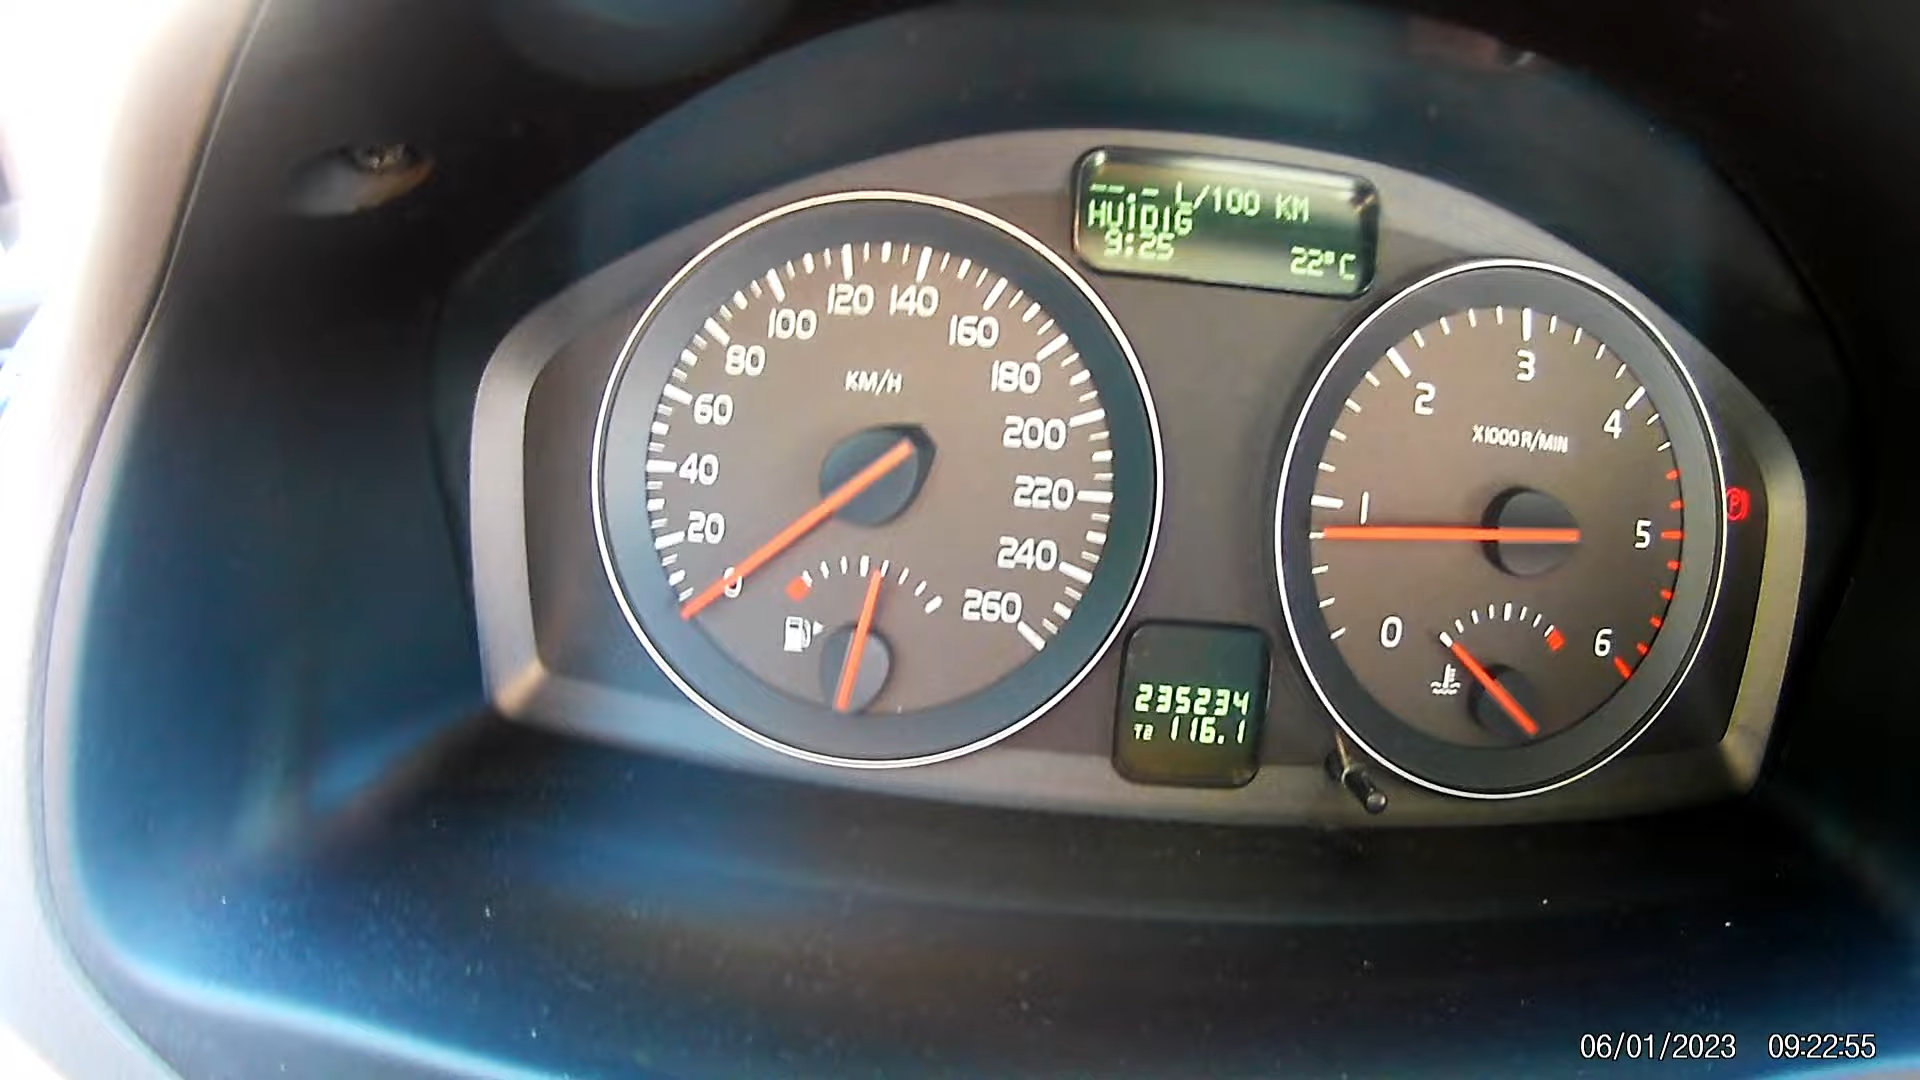 --.- L/100 KM
HUIDIG
9:25 22°C
0 20 40 60 80 100 120 140 160 180 200 220 240 260
KM/H
0 1 2 3 4 5 6
X1000 R/MIN
P
235234
T2 116.1
06/01/2023 09:22:55